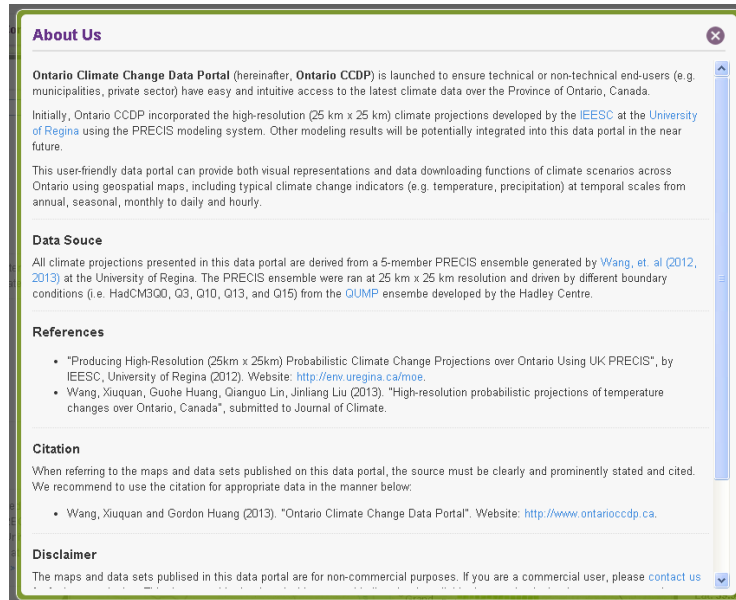 About Us
Ontario Climate Change Data Portal (hereinafter, Ontario CCDP) is launched to ensure technical or non-technical end-users (e.g.
municipalities, private sector) have easy and intuitive access to the latest climate data over the Province of Ontario, Canada.
Initially, Ontario CCDP incorporated the high-resolution (25 km x 25 km) climate projections developed by the IEESC at the University
of Regina using the PRECIS modeling system. Other modeling results will be potentially integrated into this data portal in the near
future.
This user-friendly data portal can provide both visual representations and data downloading functions of climate scenarios across
Ontario using geospatial maps, including typical climate change indicators (e.g. temperature, precipitation) at temporal scales from
annual, seasonal, monthly to daily and hourly.
Data Souce
All climate projections presented in this data portal are derived from a 5-member PRECIS ensemble generated by Wang, et. al (2012,
2013) at the University of Regina. The PRECIS ensemble were ran at 25 km x 25 km resolution and driven by different boundary
conditions (i.e. HadCM3Q0, Q3, Q10, Q13, and Q15) from the QUMP ensembe developed by the Hadley Centre.
References
• "Producing High-Resolution (25km x 25km) Probabilistic Climate Change Projections over Ontario Using UK PRECIS", by
IEESC, University of Regina (2012). Website: http://env.uregina.ca/moe.
• Wang, Xiuquan, Guohe Huang, Qianguo Lin, Jinliang Liu (2013). "High-resolution probabilistic projections of temperature
changes over Ontario, Canada", submitted to Journal of Climate.
Citation
When referring to the maps and data sets published on this data portal, the source must be clearly and prominently stated and cited.
We recommend to use the citation for appropriate data in the manner below:
• Wang, Xiuquan and Gordon Huang (2013). "Ontario Climate Change Data Portal". Website: http://www.ontarioccdp.ca.
Disclaimer
The maps and data sets publised in this data portal are for non-commercial purposes. If you are a commercial user, please contact us